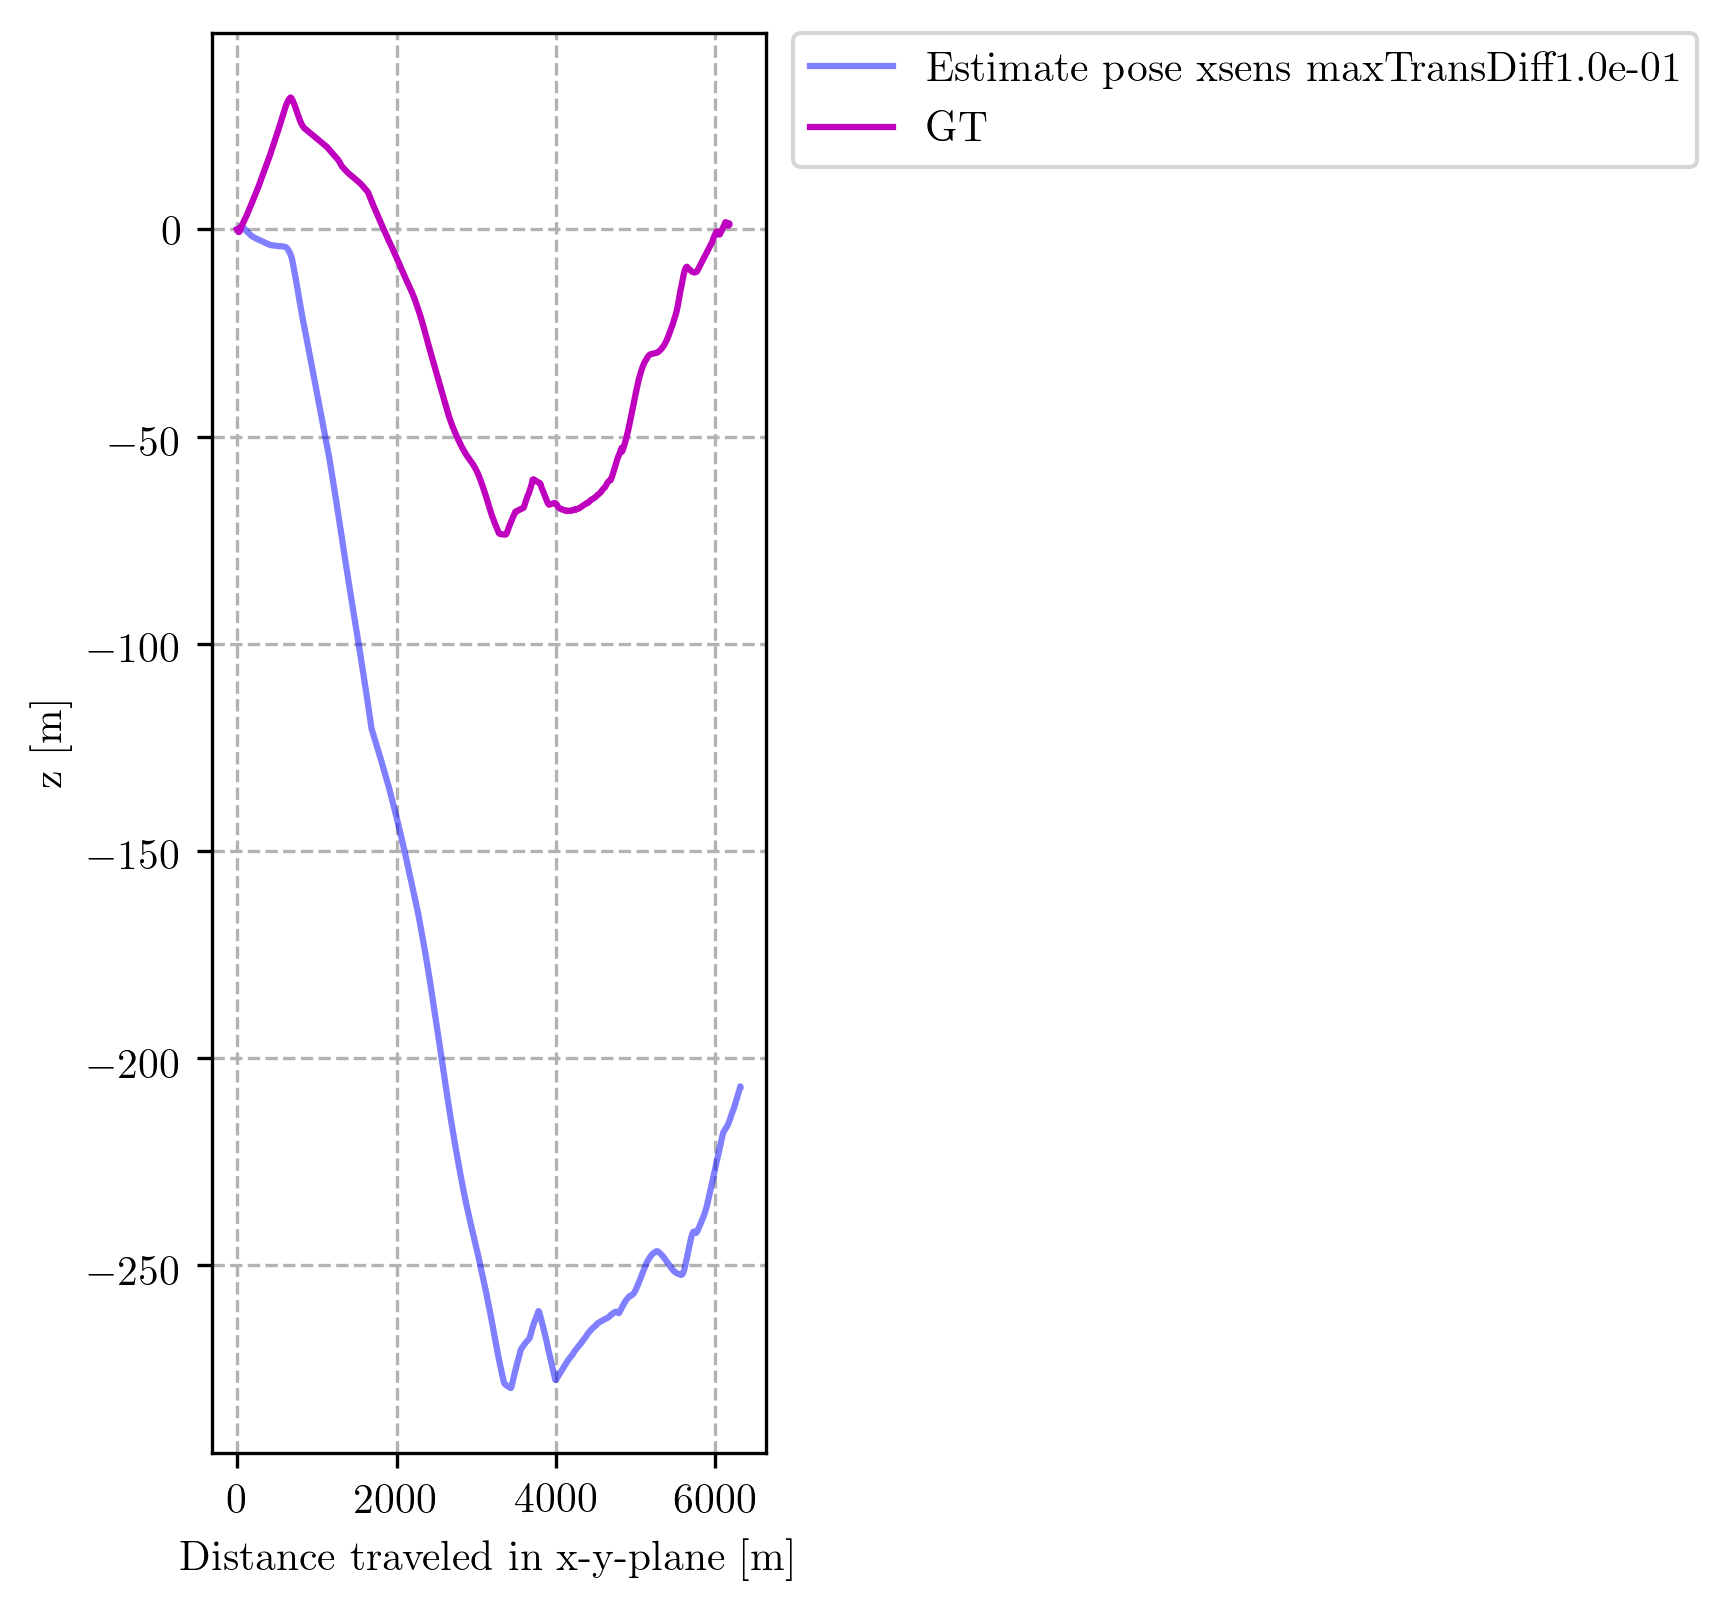 Estimate pose xsens maxTransDiff1.0e-01
GT
0
−50
−100
−150
−200
−250
z [m]
0 2000 4000 6000
Distance traveled in x-y-plane [m]